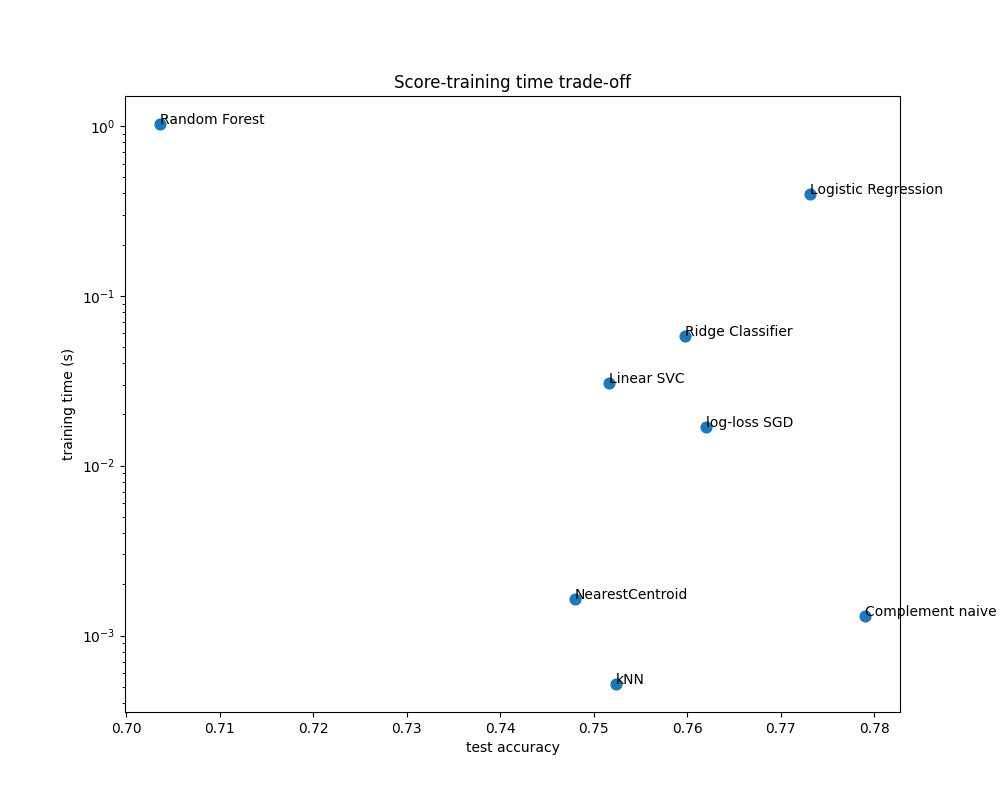 Score-training time trade-off
Random Forest
Logistic Regression
Ridge Classifier
Linear SVC
log-loss SGD
NearestCentroid
Complement naive
kNN
10⁰
10⁻¹
10⁻²
10⁻³
training time (s)
0.70 0.71 0.72 0.73 0.74 0.75 0.76 0.77 0.78
test accuracy